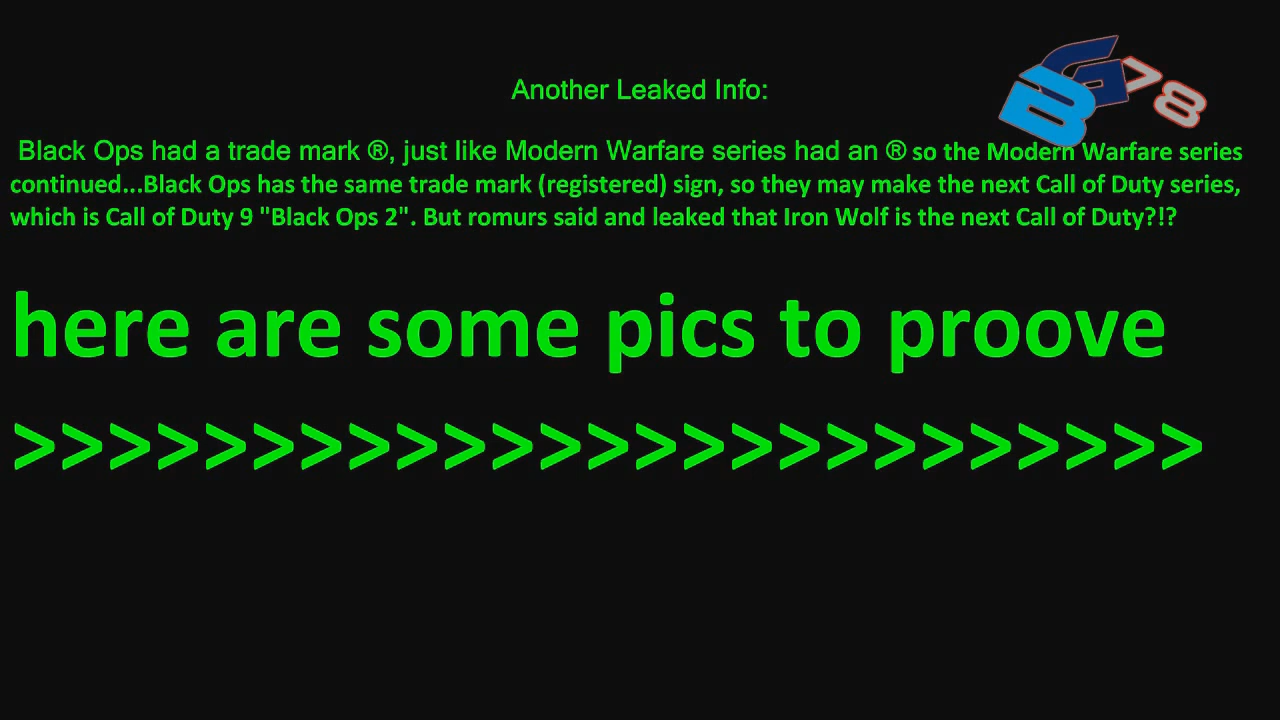 BG78
Another Leaked Info:
Black Ops had a trade mark ®, just like Modern Warfare series had an ® so the Modern Warfare series
continued...Black Ops has the same trade mark (registered) sign, so they may make the next Call of Duty series,
which is Call of Duty 9 "Black Ops 2". But romurs said and leaked that Iron Wolf is the next Call of Duty?!?
here are some pics to proove
>>>>>>>>>>>>>>>>>>>>>>>>>